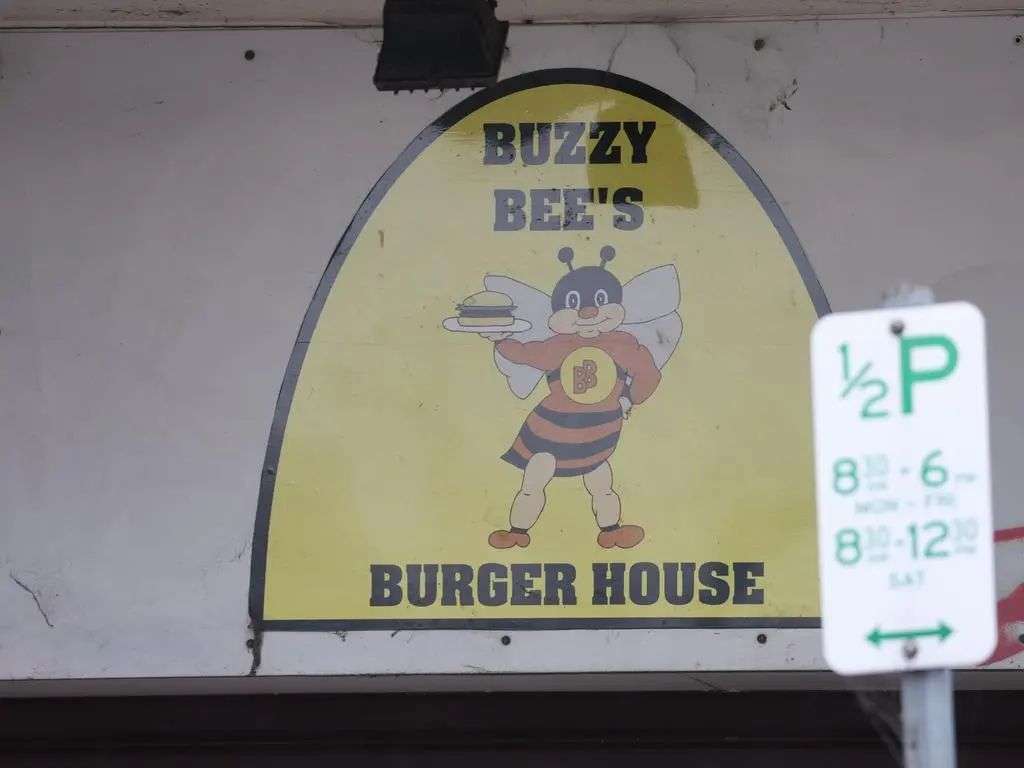 BUZZY
BEE'S
BB
BURGER HOUSE
1/2 P
8 30 AM - 6 PM
MON - FRI
8 30 AM - 12 30 PM
SAT